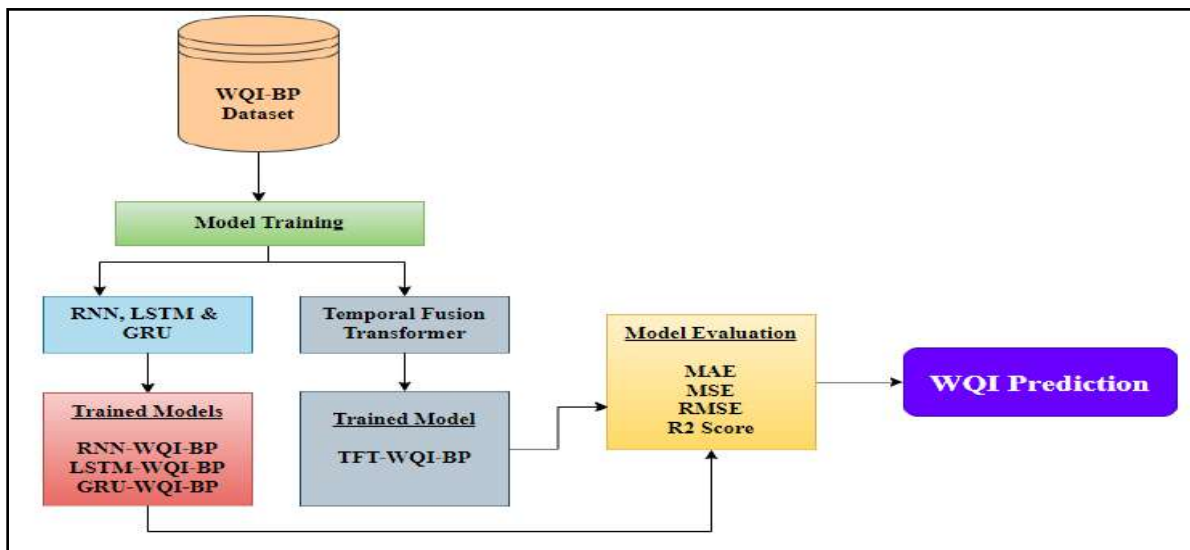 WQI-BP
Dataset
Model Training
RNN, LSTM &
GRU
Temporal Fusion
Transformer
Trained Models
RNN-WQI-BP
LSTM-WQI-BP
GRU-WQI-BP
Trained Model
TFT-WQI-BP
Model Evaluation
MAE
MSE
RMSE
R2 Score
WQI Prediction